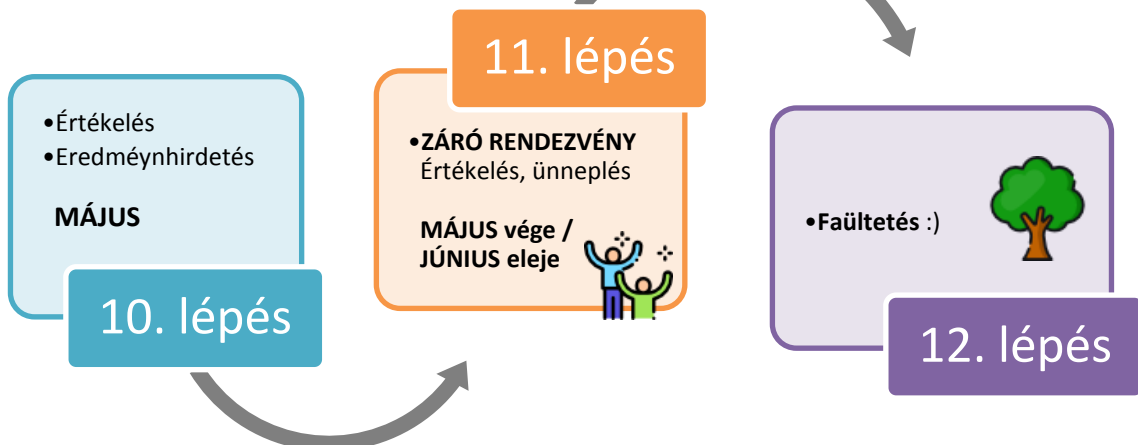 •Értékelés
•Eredméynhirdetés
MÁJUS
10. lépés
11. lépés
•ZÁRÓ RENDEZVÉNY
Értékelés, ünneplés
MÁJUS vége /
JÚNIUS eleje
•Faültetés :)
12. lépés